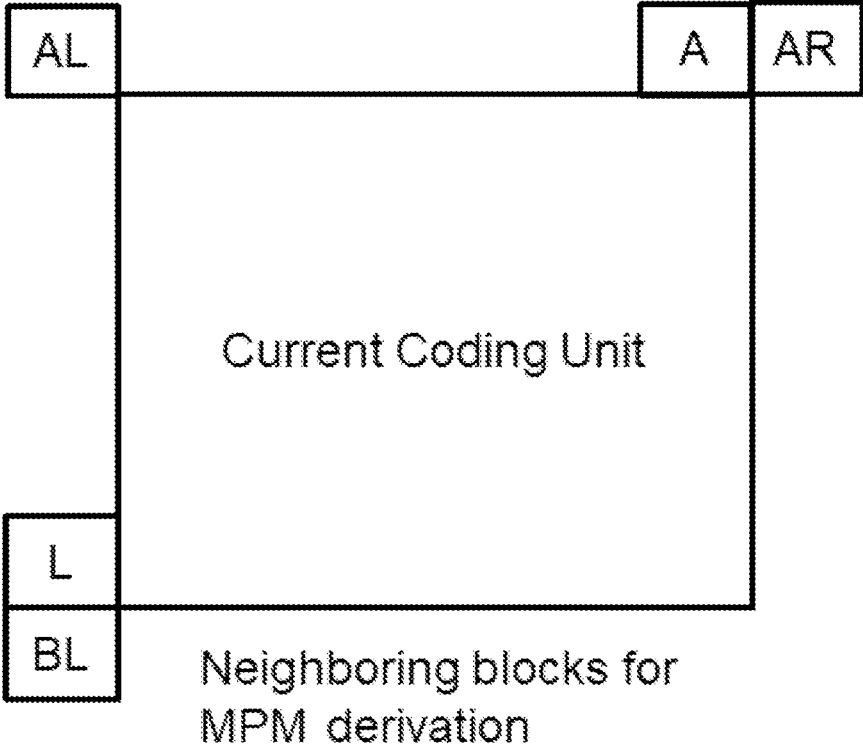 AL
A
AR
Current Coding Unit
L
BL
Neighboring blocks for
MPM derivation